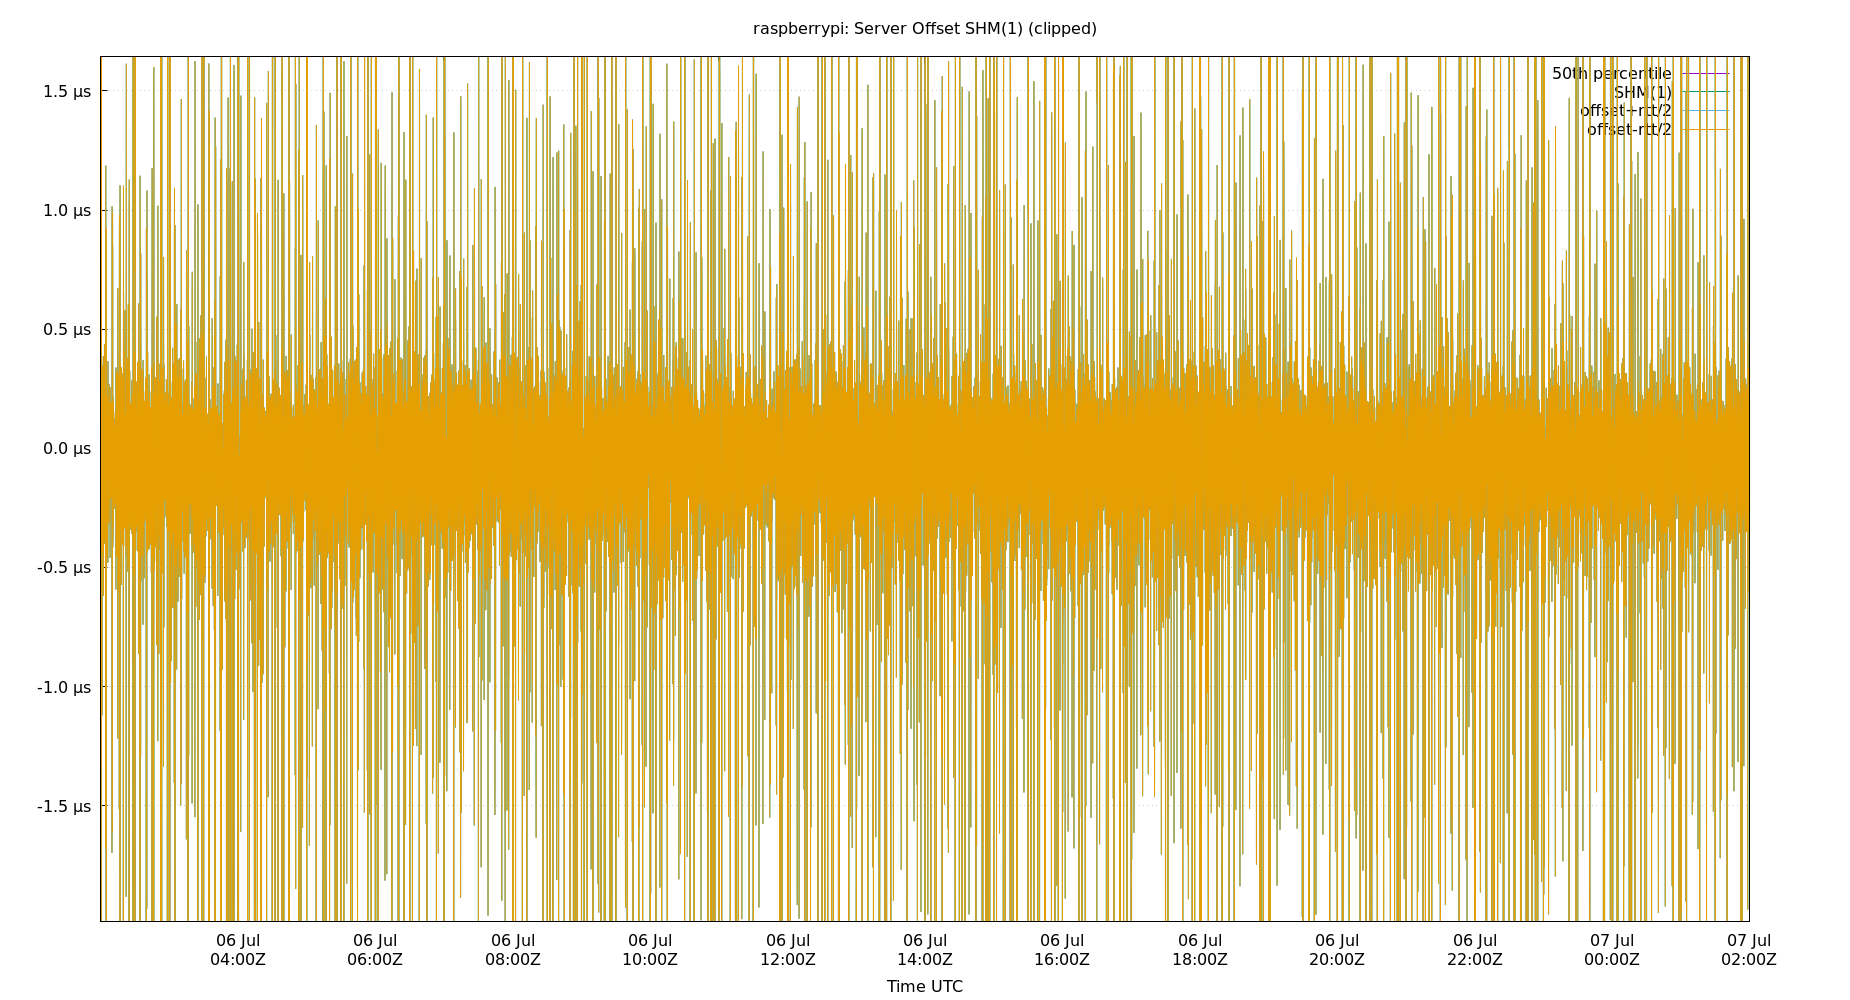 raspberrypi: Server Offset SHM(1) (clipped)
50th percentile
SHM(1)
offset+rtt/2
offset-rtt/2
1.5 µs
1.0 µs
0.5 µs
0.0 µs
-0.5 µs
-1.0 µs
-1.5 µs
06 Jul 06 Jul 06 Jul 06 Jul 06 Jul 06 Jul 06 Jul 06 Jul 06 Jul 06 Jul 07 Jul 07 Jul
04:00Z 06:00Z 08:00Z 10:00Z 12:00Z 14:00Z 16:00Z 18:00Z 20:00Z 22:00Z 00:00Z 02:00Z
Time UTC